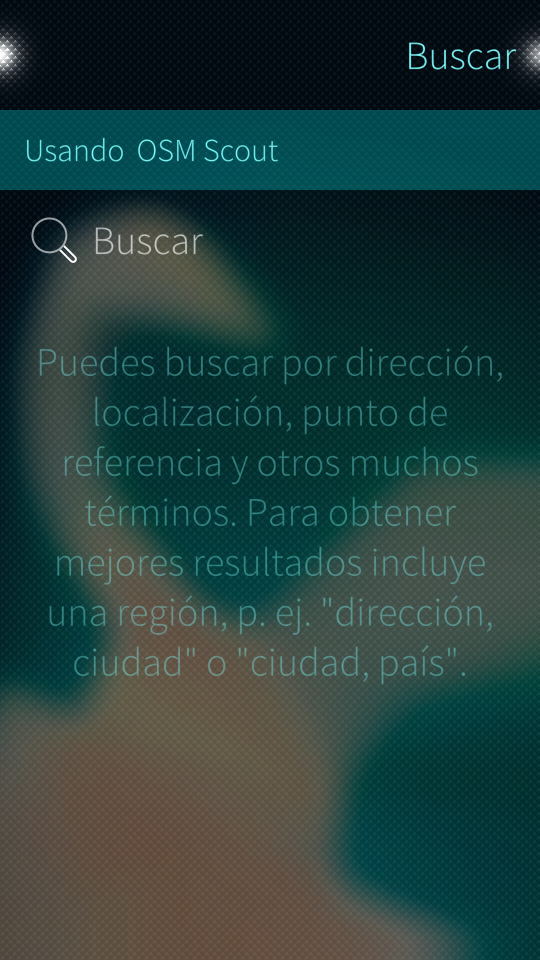 Buscar
Usando OSM Scout
Buscar
Puedes buscar por dirección,
localización, punto de
referencia y otros muchos
términos. Para obtener
mejores resultados incluye
una región, p. ej. "dirección,
ciudad" o "ciudad, país".